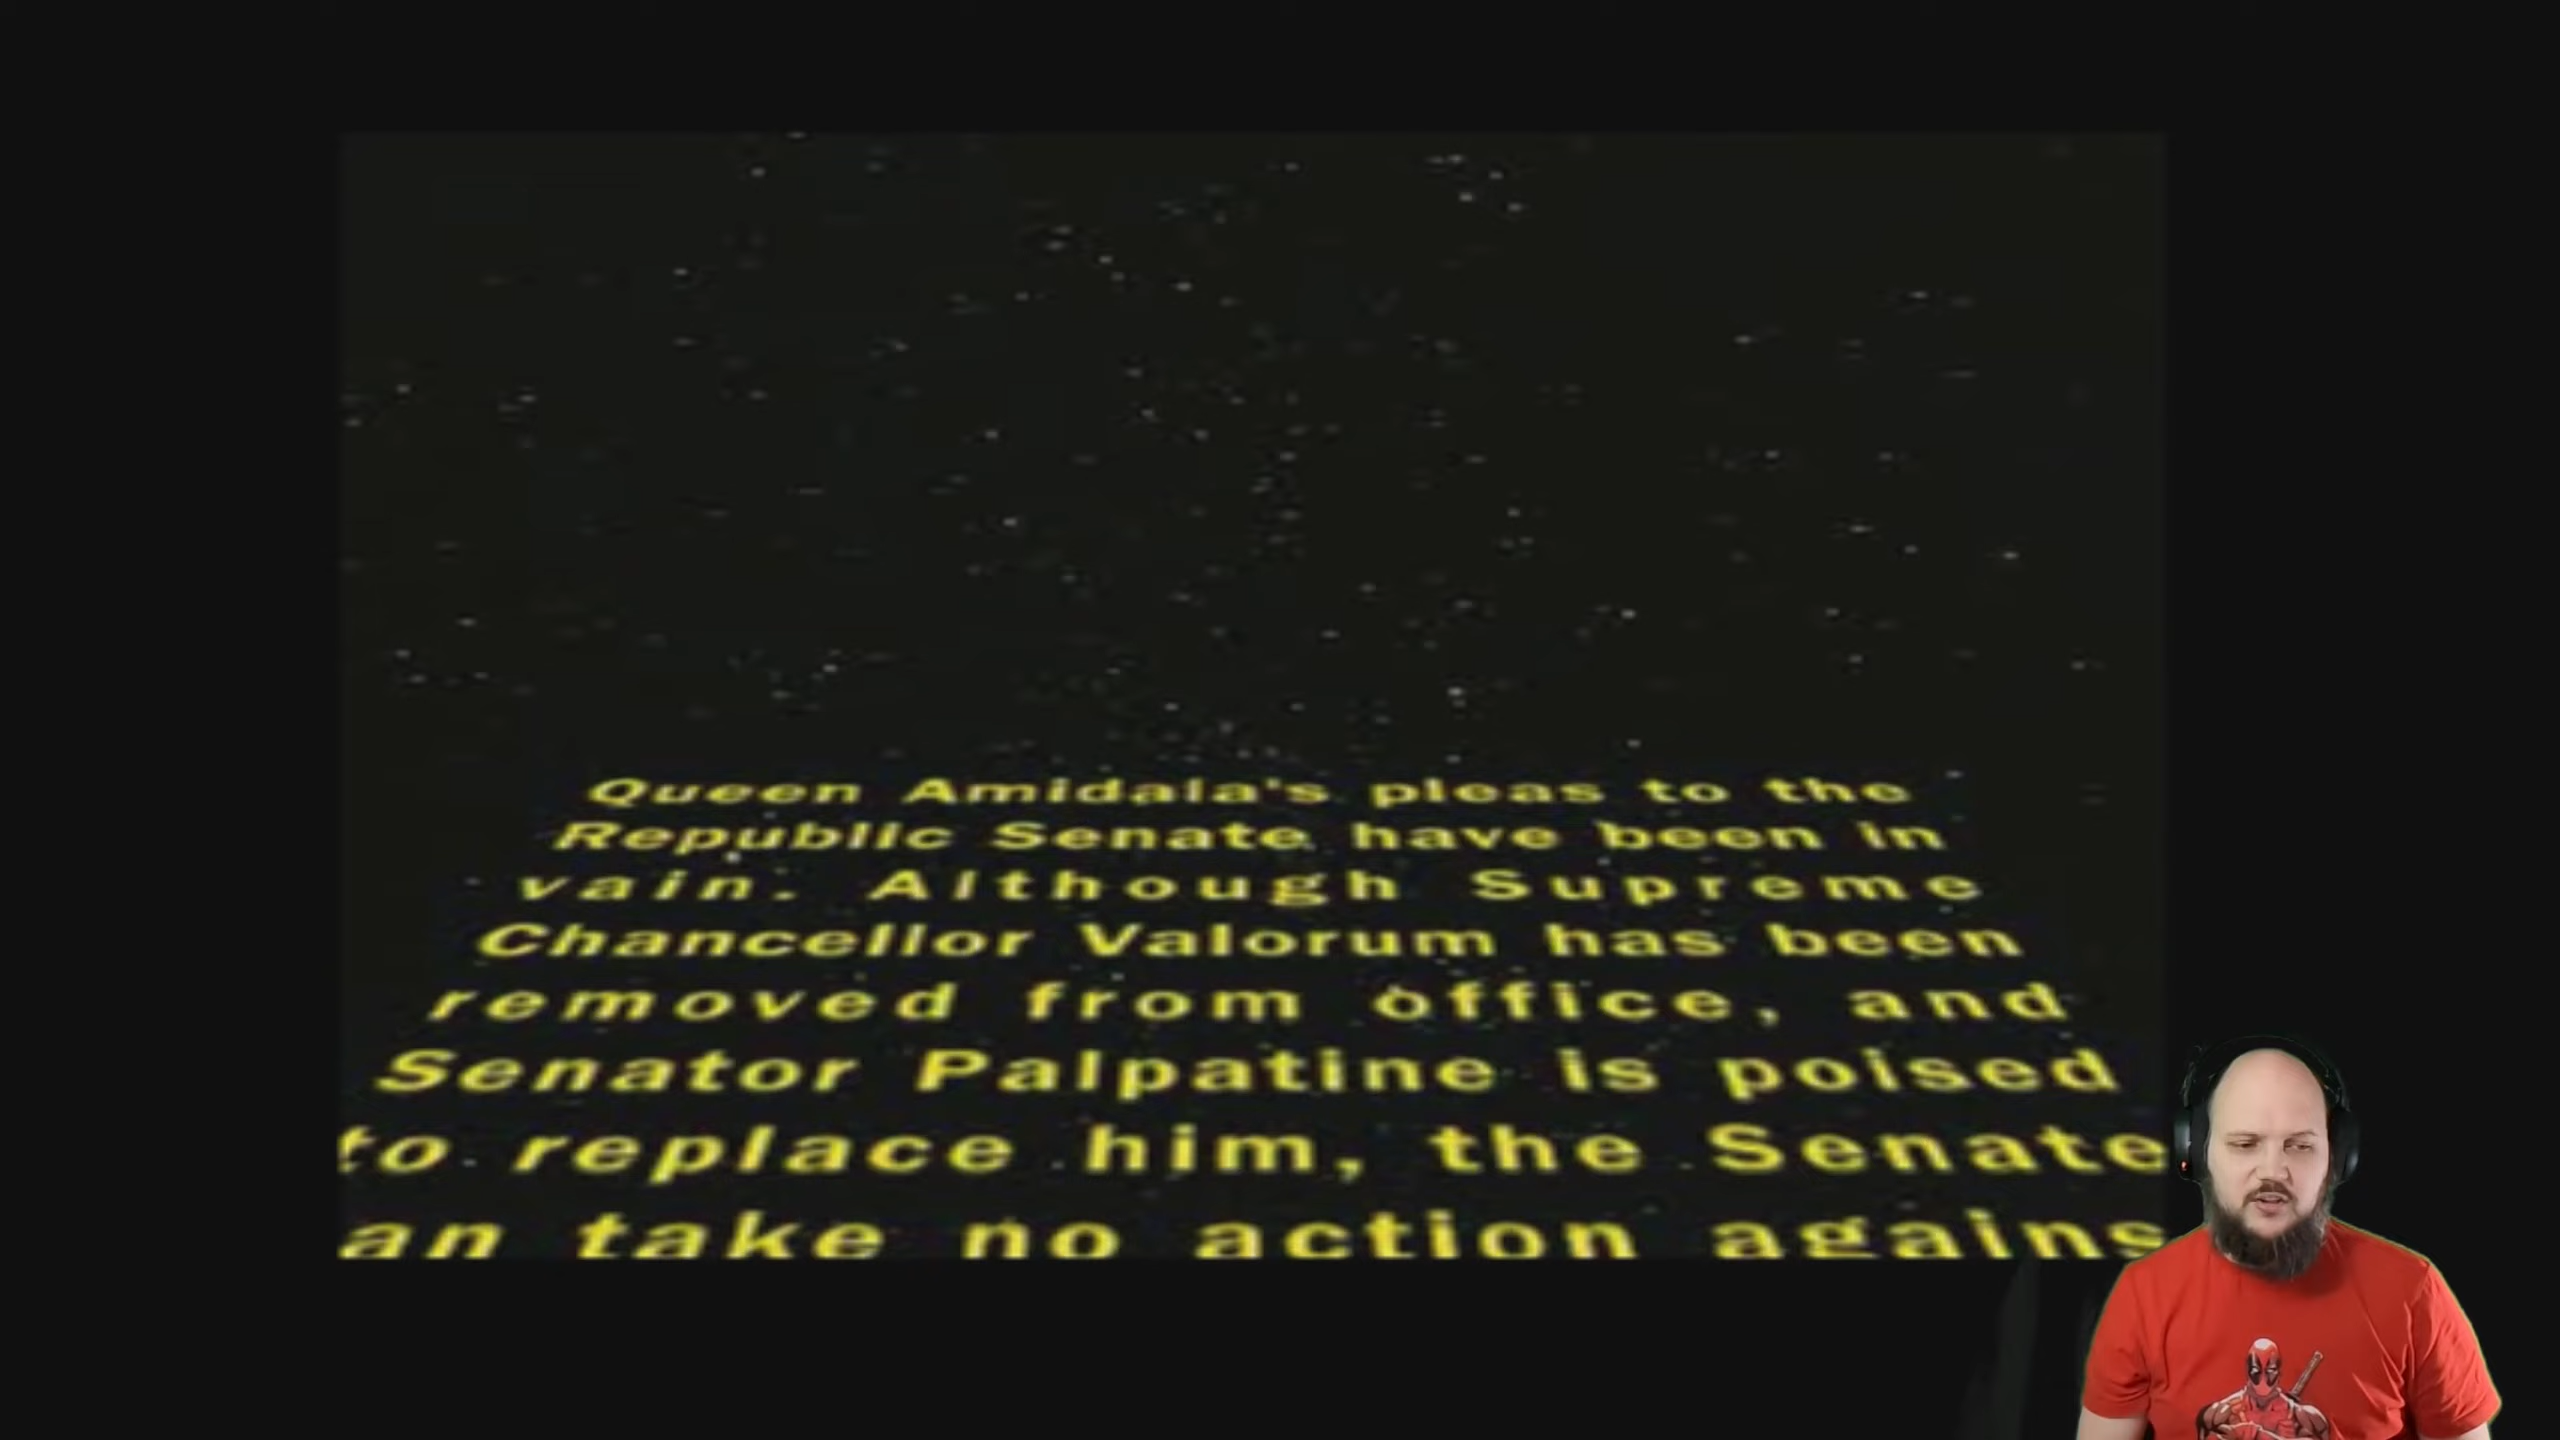 Queen Amidala's pleas to the
Republic Senate have been in
vain. Although Supreme
Chancellor Valorum has been
removed from office, and
Senator Palpatine is poised
to replace him, the Senate
an take no action agains